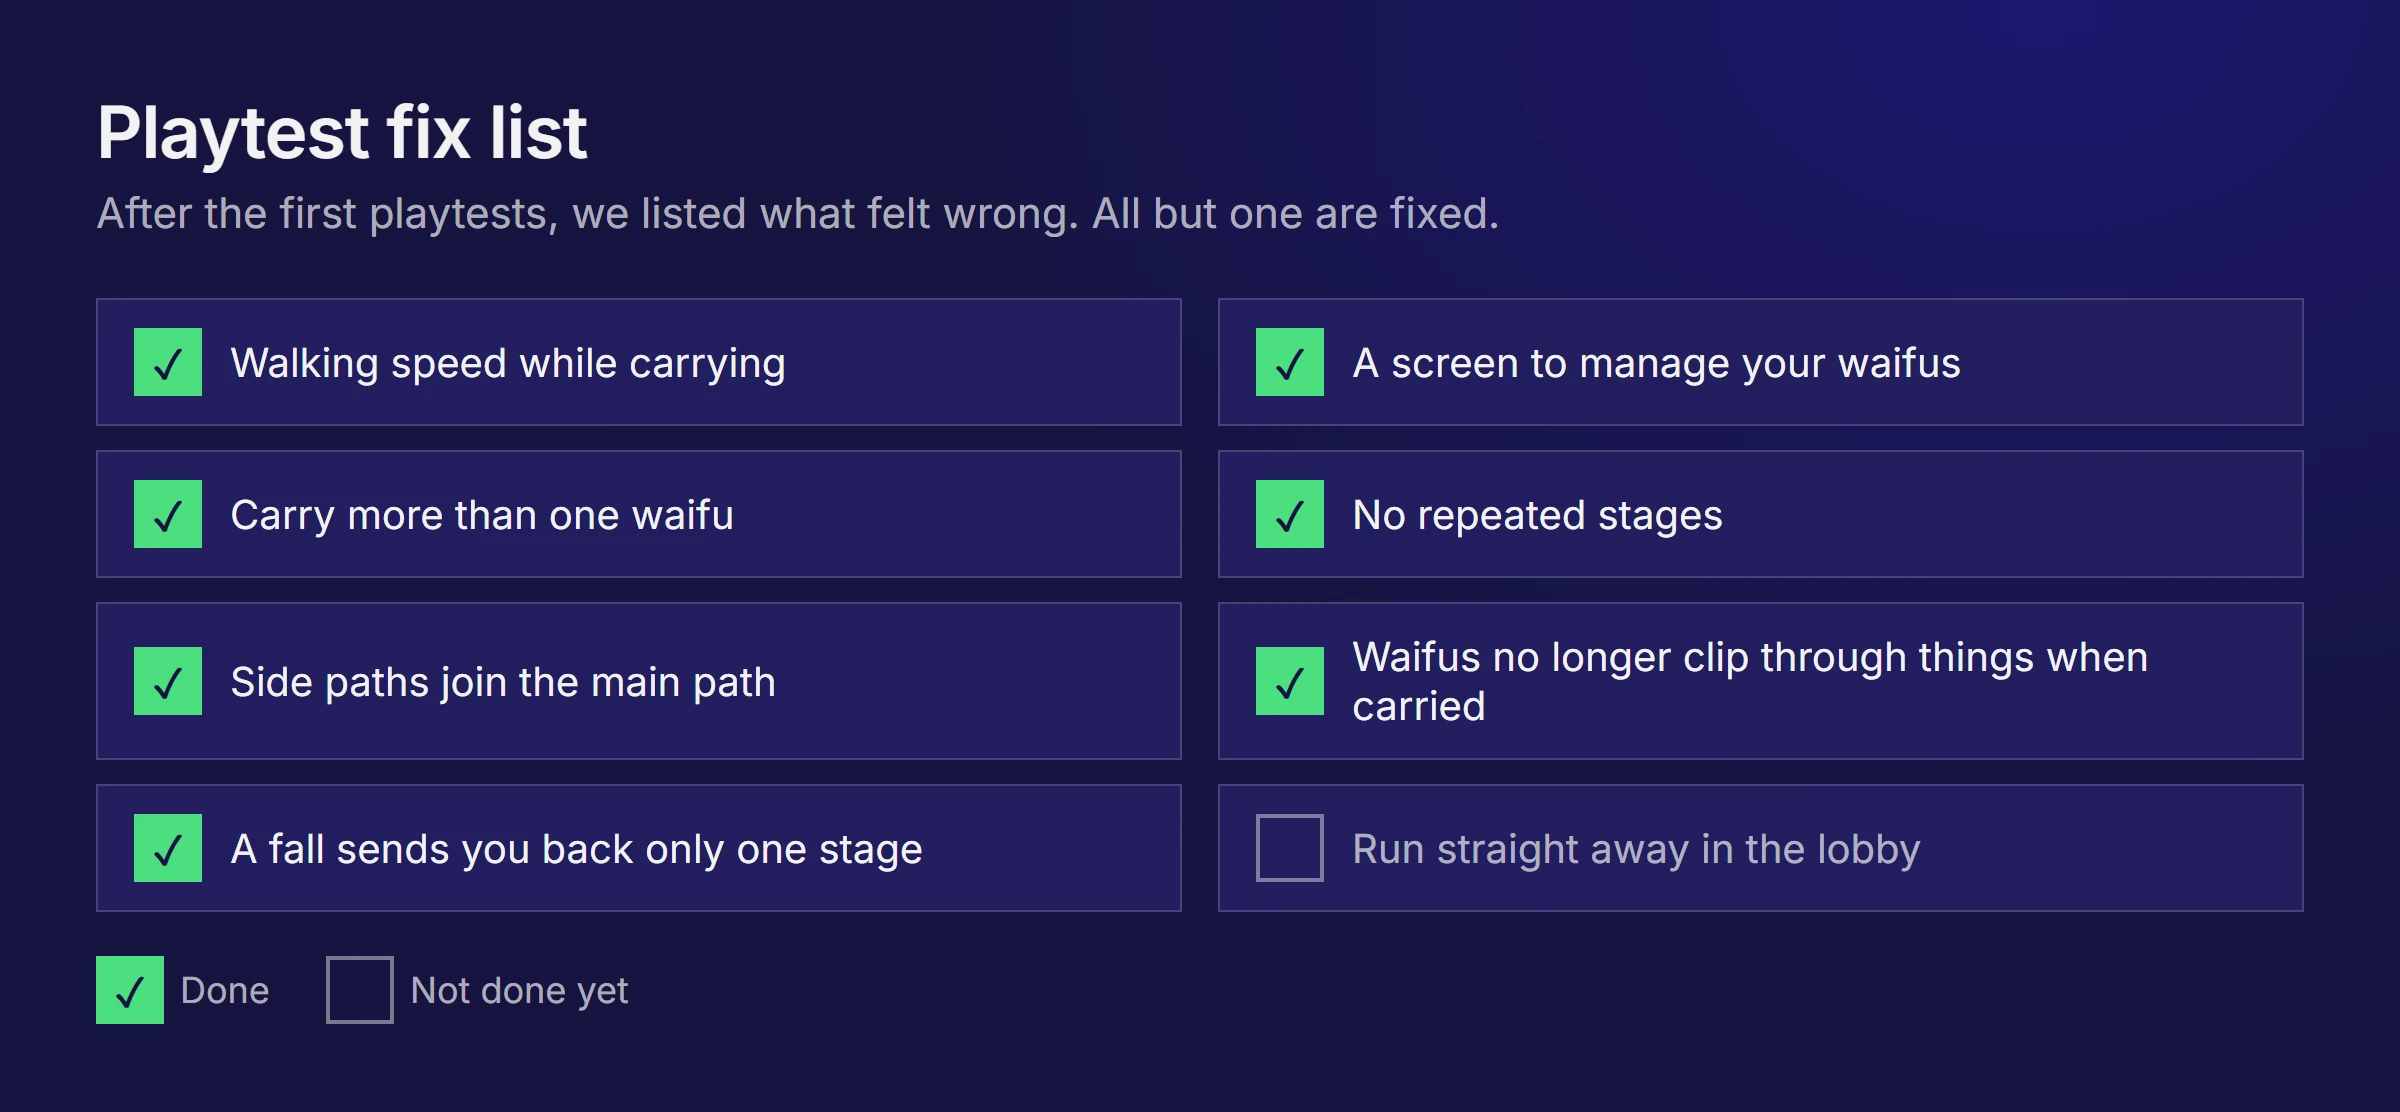 Playtest fix list
After the first playtests, we listed what felt wrong. All but one are fixed.
✓ Walking speed while carrying
✓ A screen to manage your waifus
✓ Carry more than one waifu
✓ No repeated stages
✓ Side paths join the main path
✓ Waifus no longer clip through things when
carried
✓ A fall sends you back only one stage
Run straight away in the lobby
✓ Done
Not done yet